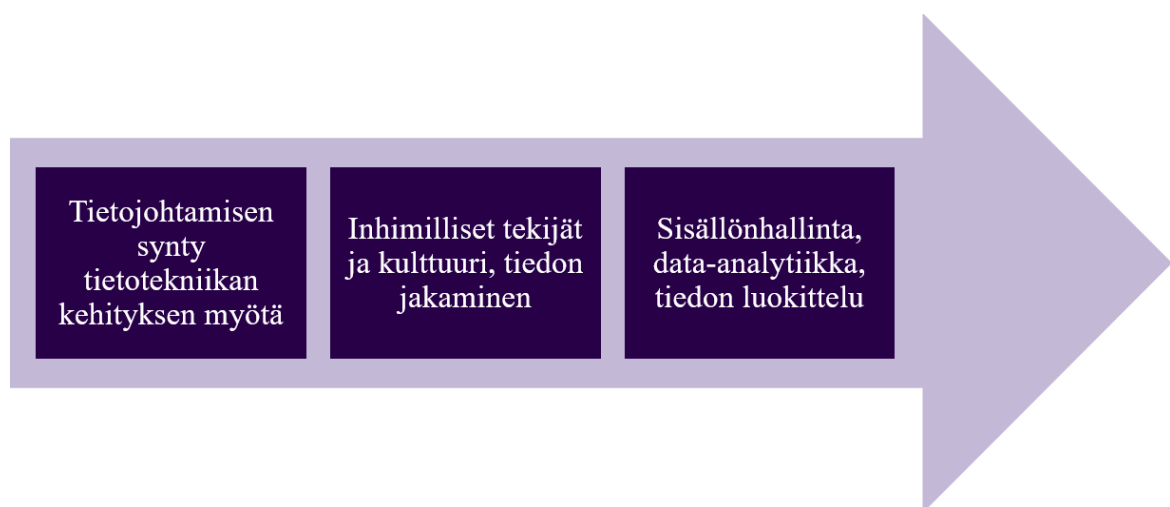 Tietojohtamisen
synty
tietotekniikan
kehityksen myötä
Inhimilliset tekijät
ja kulttuuri, tiedon
jakaminen
Sisällönhallinta,
data-analytiikka,
tiedon luokittelu